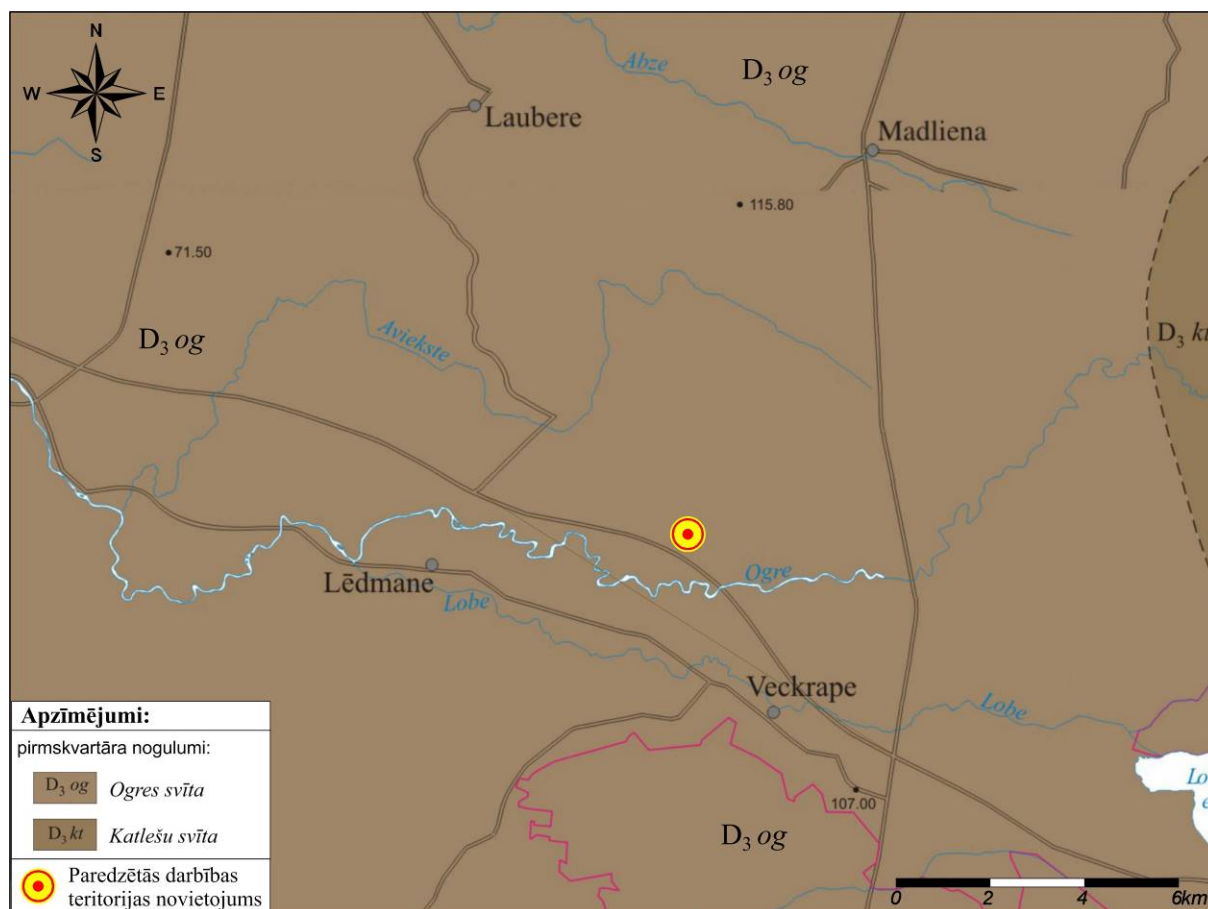 N
W
E
S
Abze
D₃ og
Laubere
Madliena
115.80
71.50
D₃ og
Aviekste
D₃ kt
Ogre
Lēdmane
Lobe
Veckrape
Lobe
107.00
D₃ og
Apzīmējumi:
pirmskvartāra nogulumi:
D₃ og Ogres svīta
D₃ kt Katlešu svīta
Paredzētās darbības
teritorijas novietojums
0 2 4 6km